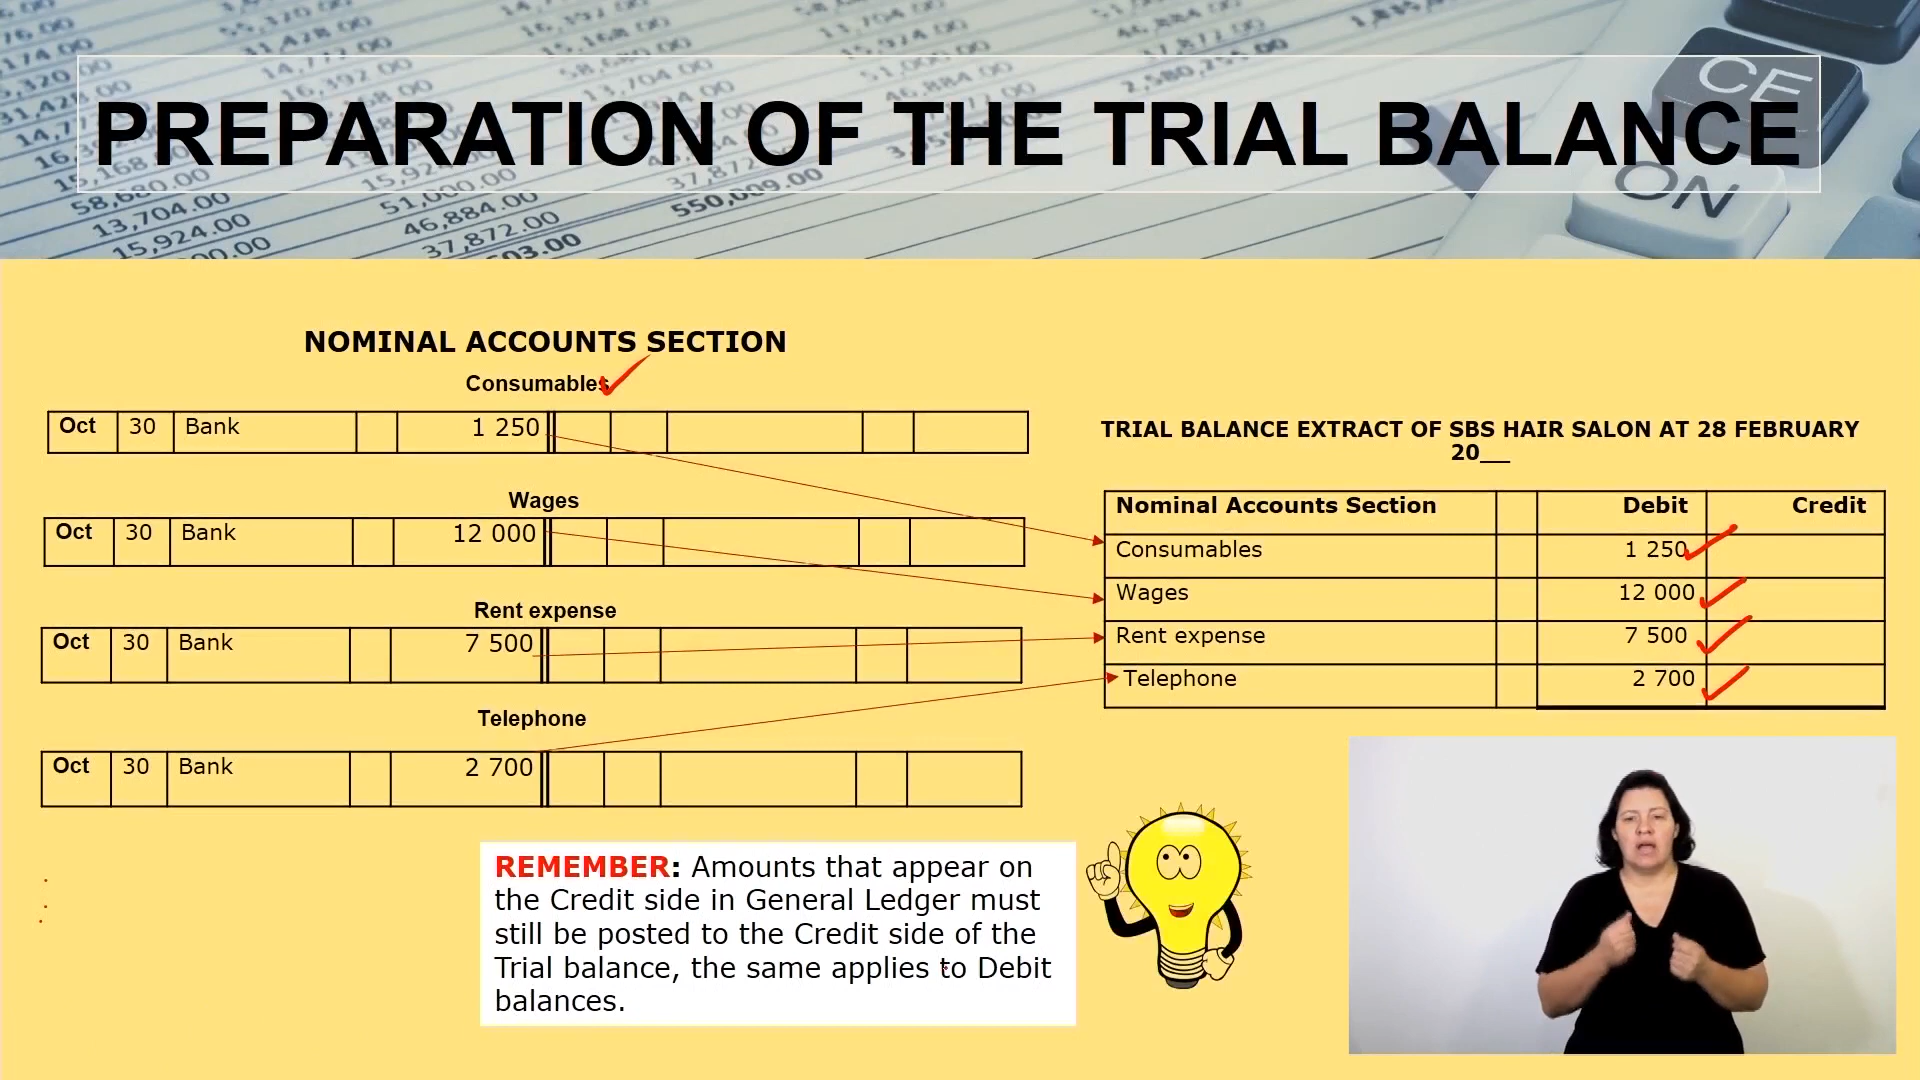 PREPARATION OF THE TRIAL BALANCE
CE
ON
NOMINAL ACCOUNTS SECTION
Consumables
Oct 30 Bank 1 250
Wages
Oct 30 Bank 12 000
Rent expense
Oct 30 Bank 7 500
Telephone
Oct 30 Bank 2 700
TRIAL BALANCE EXTRACT OF SBS HAIR SALON AT 28 FEBRUARY
20__
Nominal Accounts Section Debit Credit
Consumables 1 250
Wages 12 000
Rent expense 7 500
Telephone 2 700
REMEMBER: Amounts that appear on
the Credit side in General Ledger must
still be posted to the Credit side of the
Trial balance, the same applies to Debit
balances.